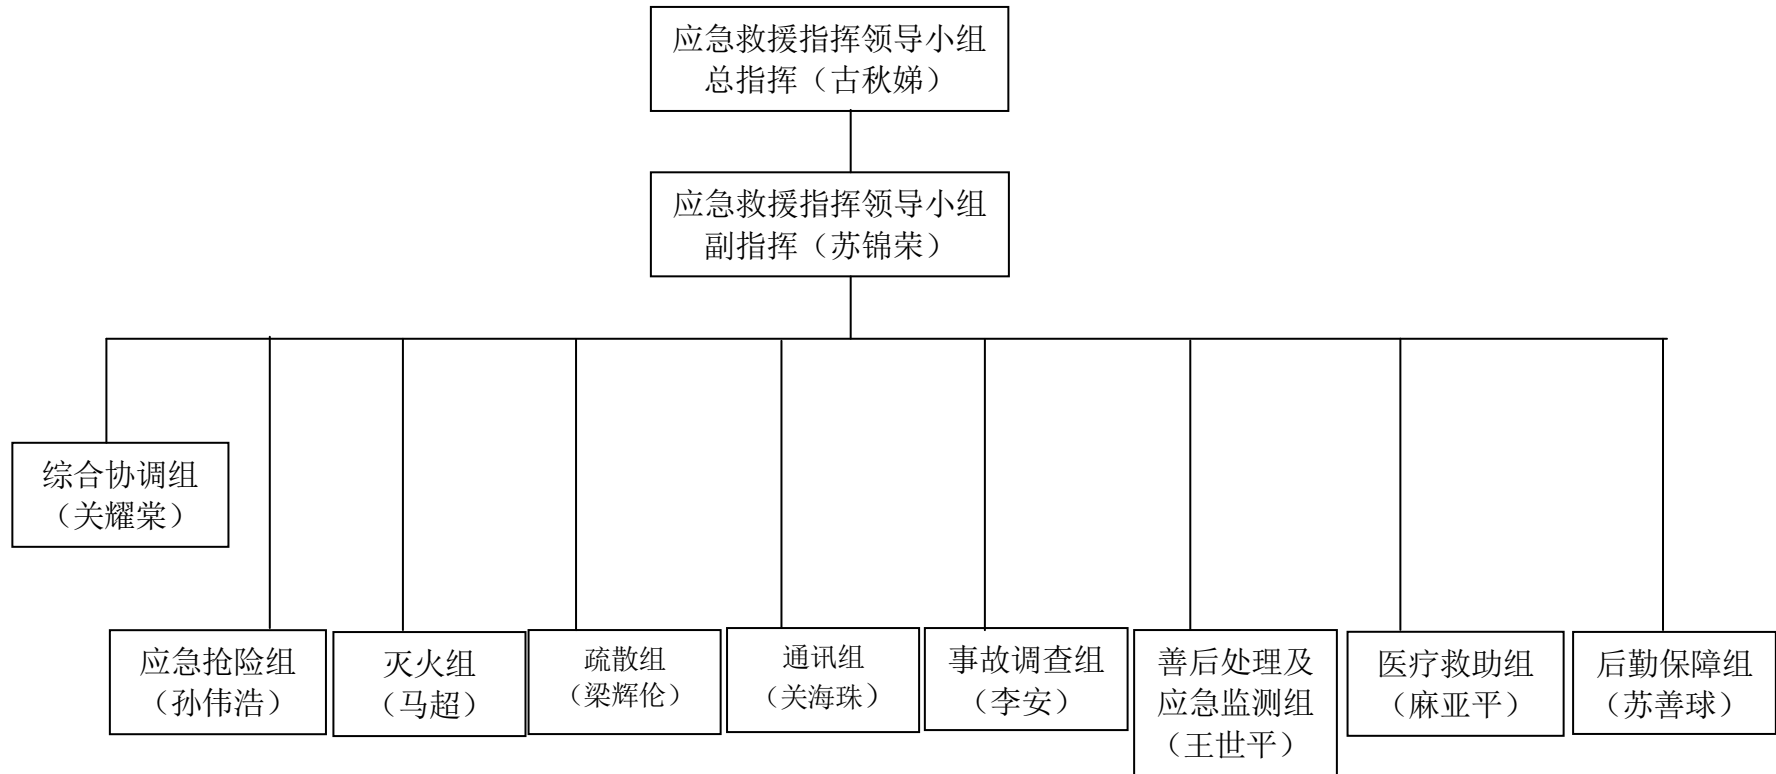 应急救援指挥领导小组
总指挥（古秋娣）
应急救援指挥领导小组
副指挥（苏锦荣）
综合协调组
（关耀棠）
应急抢险组
（孙伟浩）
灭火组
（马超）
疏散组
（梁辉伦）
通讯组
（关海珠）
事故调查组
（李安）
善后处理及
应急监测组
（王世平）
医疗救助组
（麻亚平）
后勤保障组
（苏善球）